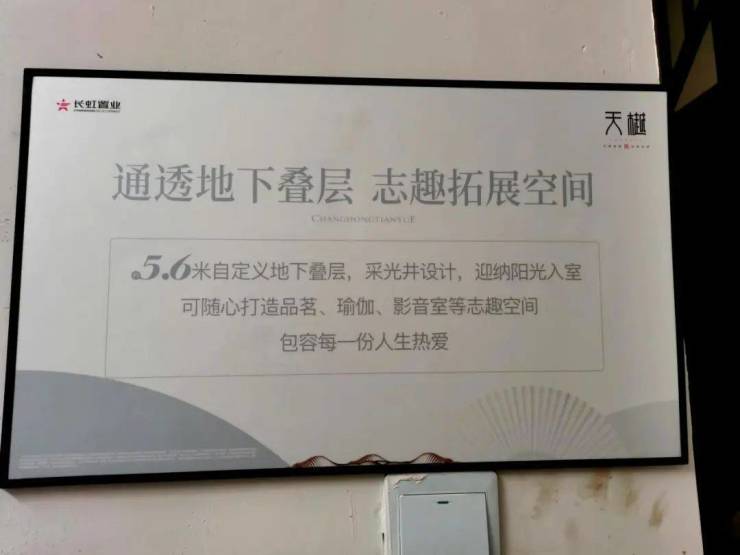 长虹置业
天樾
通透地下叠层 志趣拓展空间
CHANGHONGTIANYUE
5.6米自定义地下叠层，采光井设计，迎纳阳光入室
可随心打造品茗、瑜伽、影音室等志趣空间
包容每一份人生热爱